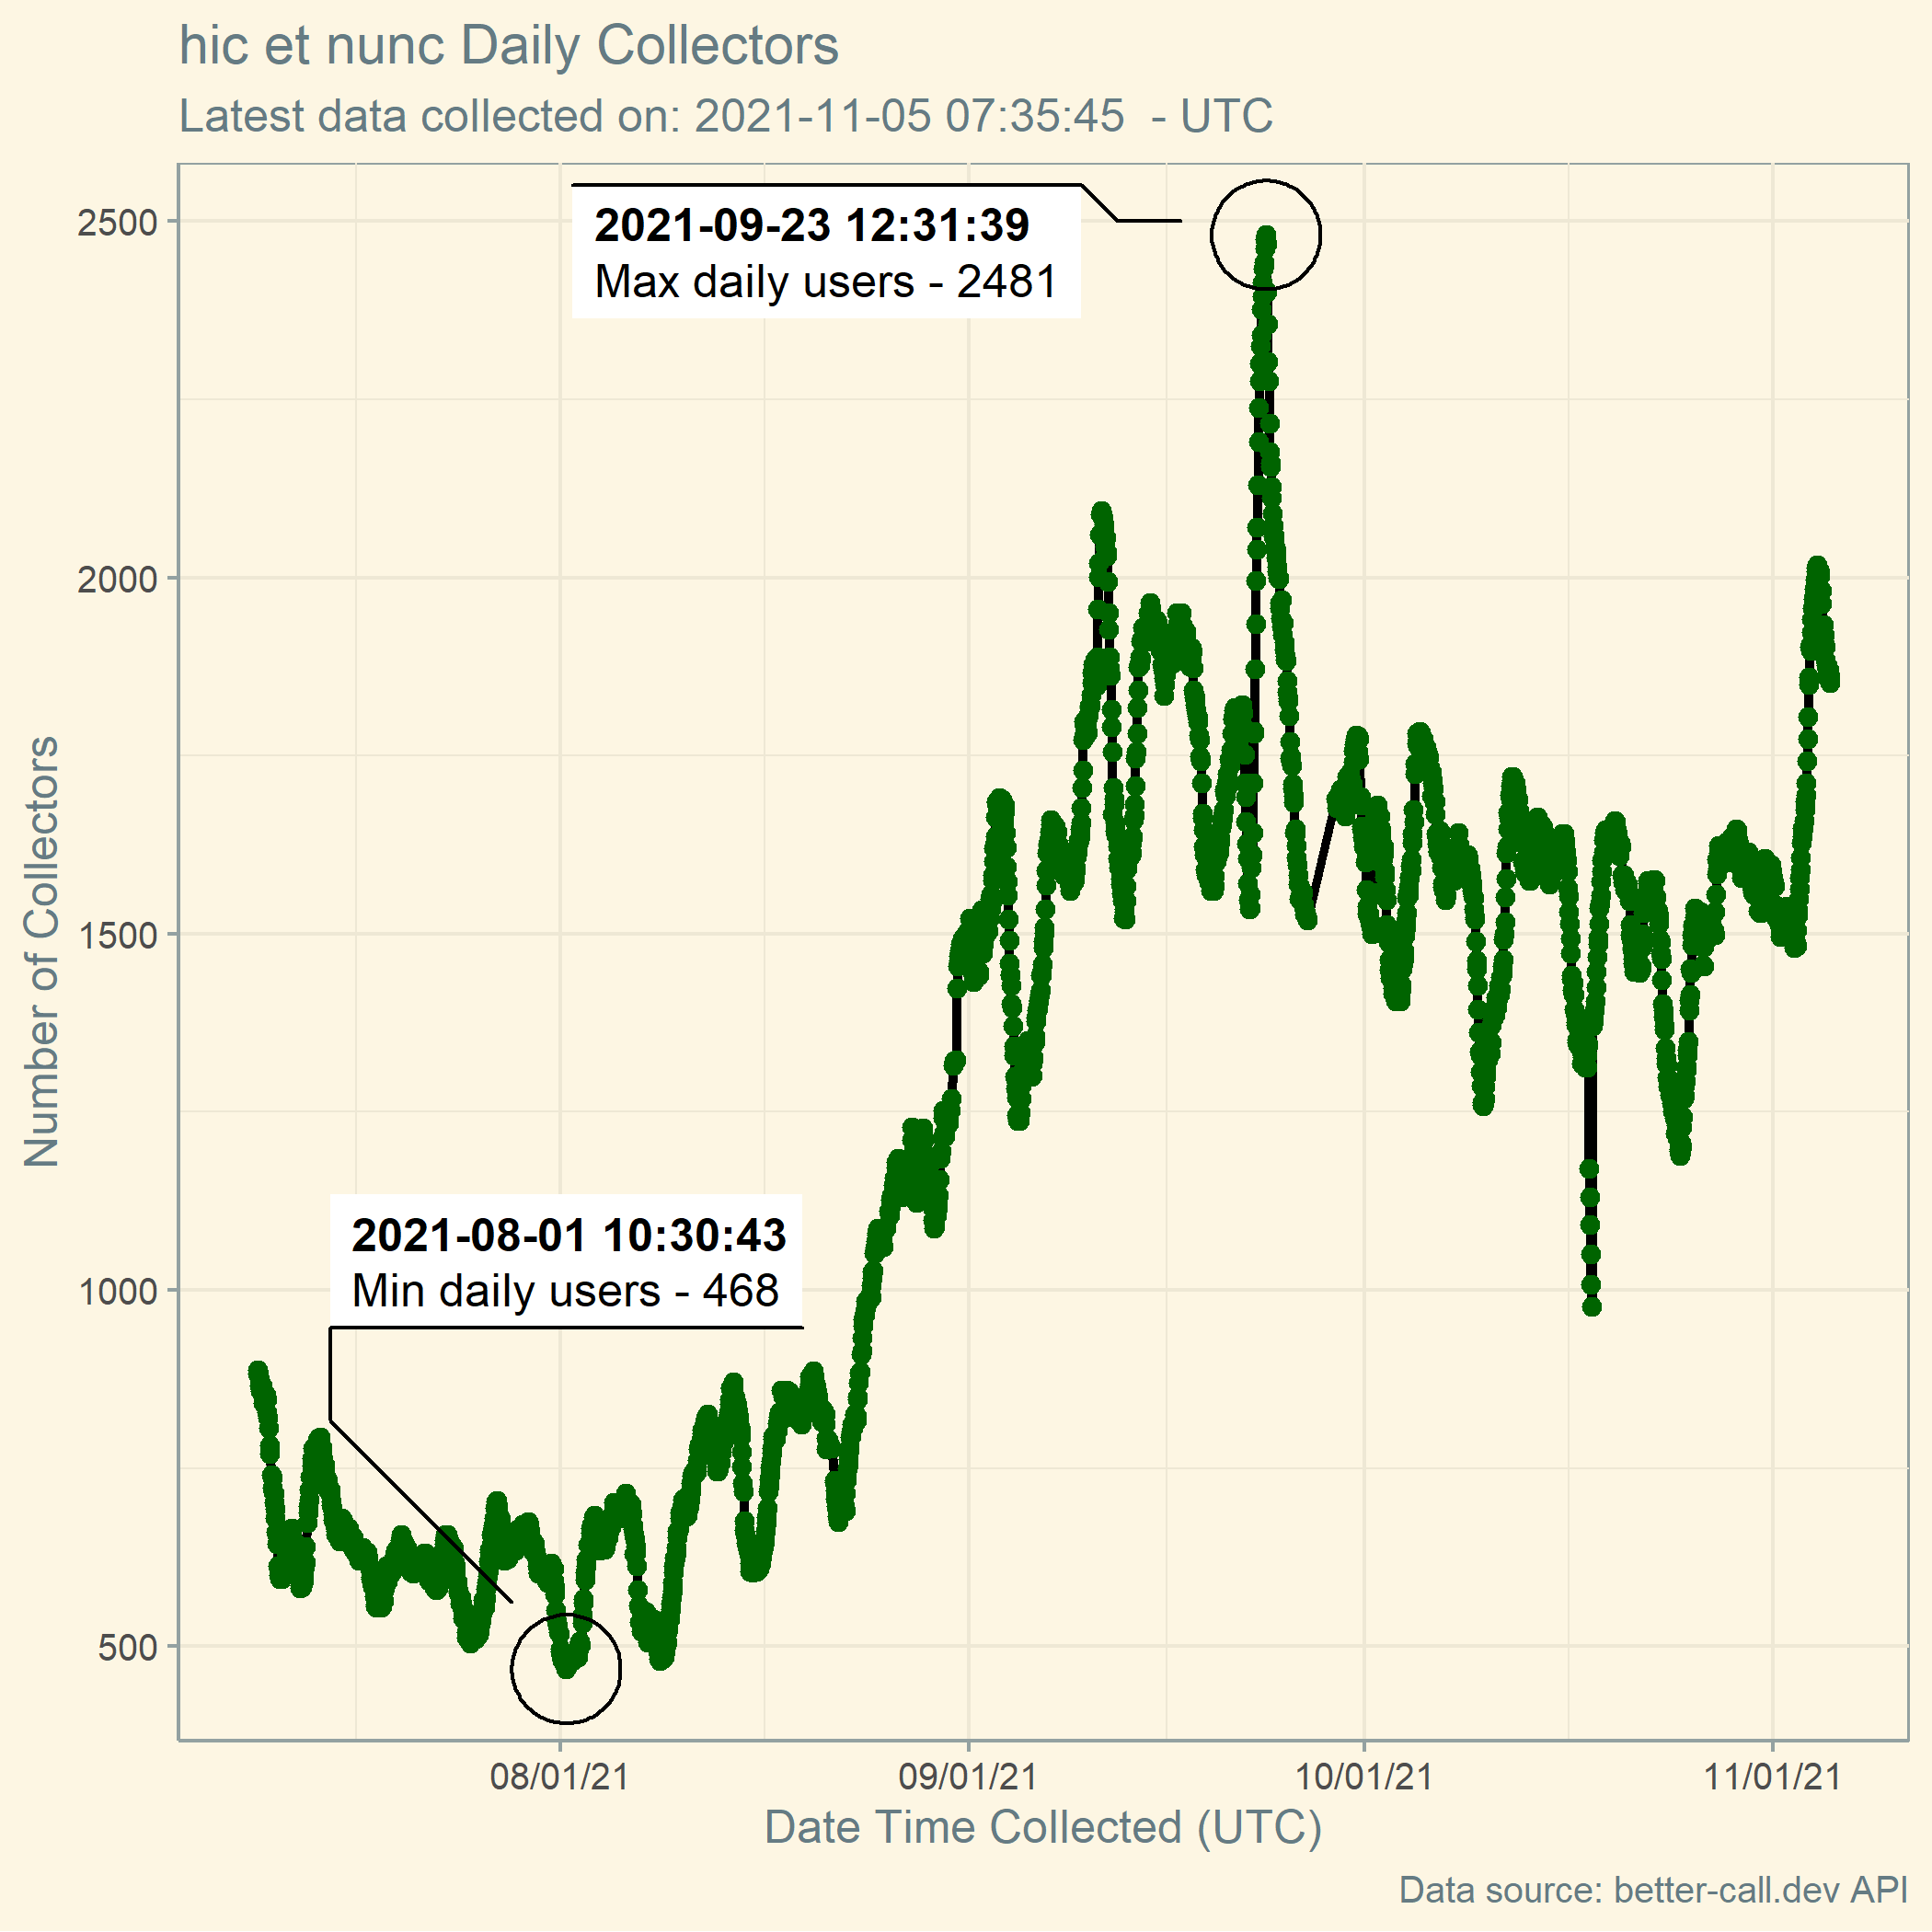 hic et nunc Daily Collectors
Latest data collected on: 2021-11-05 07:35:45  - UTC
2021-09-23 12:31:39
Max daily users - 2481
2021-08-01 10:30:43
Min daily users - 468
Number of Collectors
2500
2000
1500
1000
500
08/01/21
09/01/21
10/01/21
11/01/21
Date Time Collected (UTC)
Data source: better-call.dev API